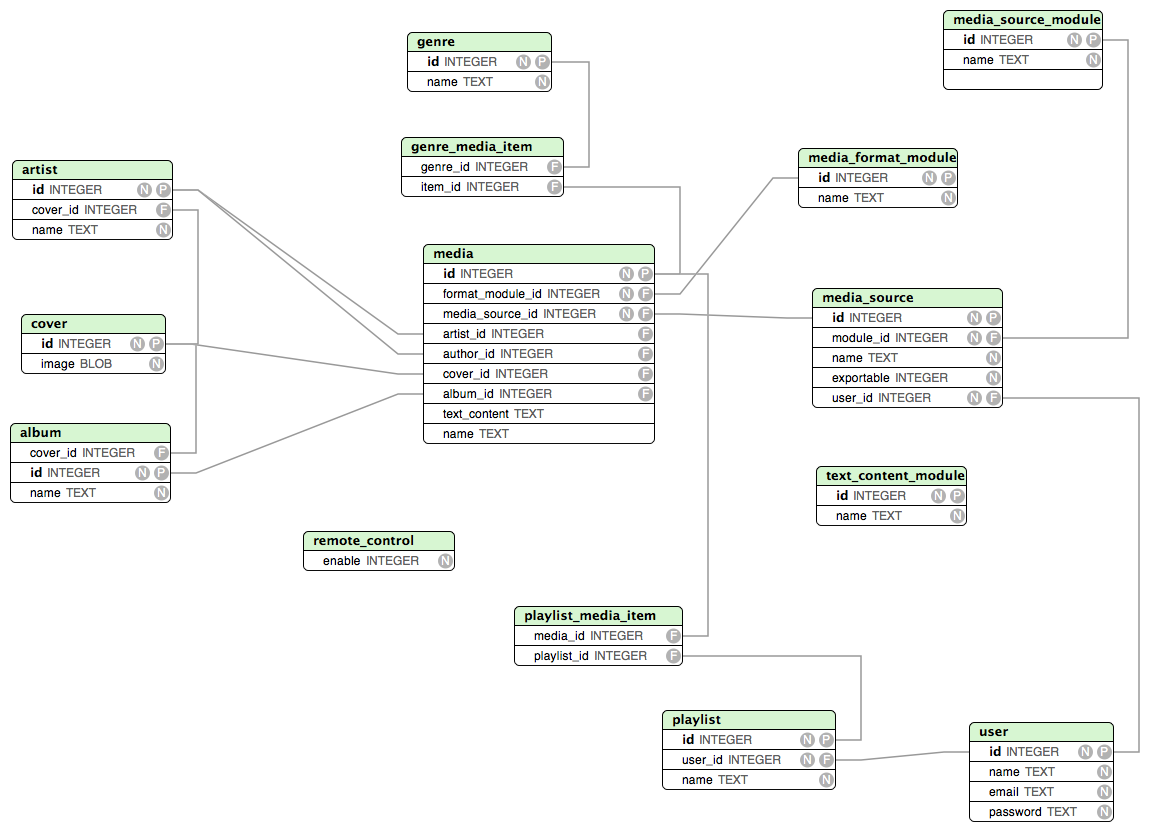 media_source_module
id INTEGER N P
name TEXT N
genre
id INTEGER N P
name TEXT N
genre_media_item
genre_id INTEGER F
item_id INTEGER F
media_format_module
id INTEGER N P
name TEXT N
artist
id INTEGER N P
cover_id INTEGER F
name TEXT N
media
id INTEGER N P
format_module_id INTEGER N F
media_source_id INTEGER N F
artist_id INTEGER F
author_id INTEGER F
cover_id INTEGER F
album_id INTEGER F
text_content TEXT
name TEXT
media_source
id INTEGER N P
module_id INTEGER N F
name TEXT N
exportable INTEGER N
user_id INTEGER N F
cover
id INTEGER N P
image BLOB N
album
cover_id INTEGER F
id INTEGER N P
name TEXT N
text_content_module
id INTEGER N P
name TEXT N
remote_control
enable INTEGER N
playlist_media_item
media_id INTEGER F
playlist_id INTEGER F
playlist
id INTEGER N P
user_id INTEGER N F
name TEXT N
user
id INTEGER N P
name TEXT N
email TEXT N
password TEXT N